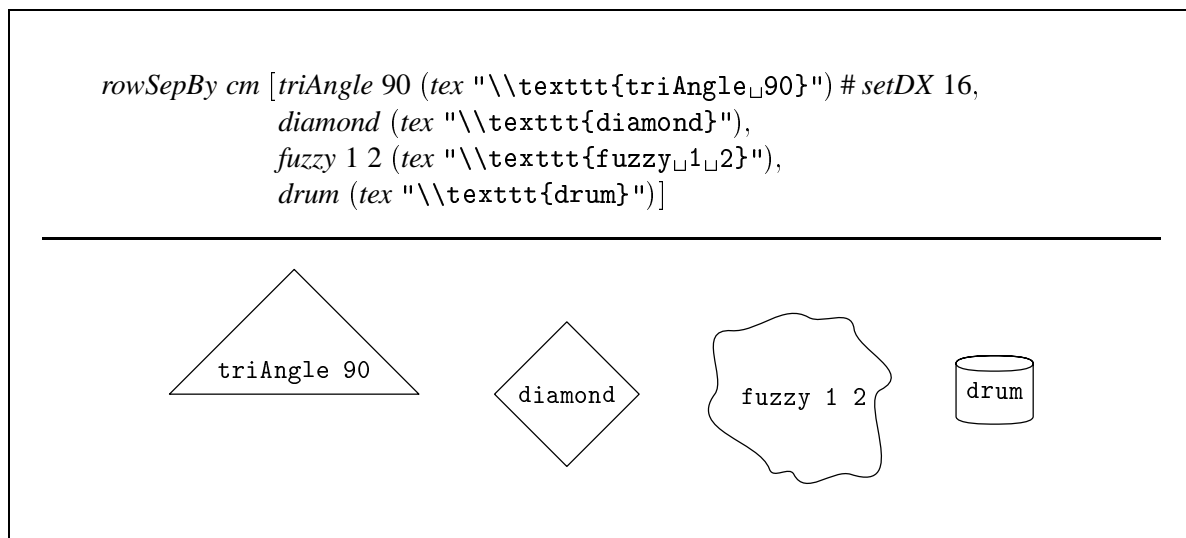 rowSepBy cm [triAngle 90 (tex "\\texttt{triAngle␣90}") # setDX 16,
diamond (tex "\\texttt{diamond}"),
fuzzy 1 2 (tex "\\texttt{fuzzy␣1␣2}"),
drum (tex "\\texttt{drum}")]
triAngle 90
diamond
fuzzy 1 2
drum